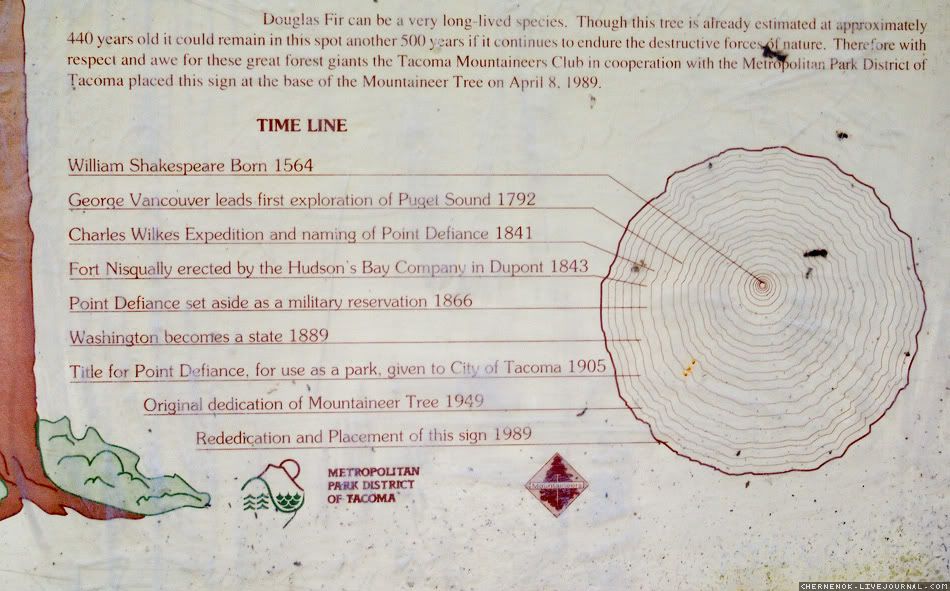 Douglas Fir can be a very long-lived species. Though this tree is already estimated at approximately
440 years old it could remain in this spot another 500 years if it continues to endure the destructive forces of nature. Therefore with
respect and awe for these great forest giants the Tacoma Mountaineers Club in cooperation with the Metropolitan Park District of
Tacoma placed this sign at the base of the Mountaineer Tree on April 8, 1989.
TIME LINE
William Shakespeare Born 1564
George Vancouver leads first exploration of Puget Sound 1792
Charles Wilkes Expedition and naming of Point Defiance 1841
Fort Nisqually erected by the Hudson's Bay Company in Dupont 1843
Point Defiance set aside as a military reservation 1866
Washington becomes a state 1889
Title for Point Defiance, for use as a park, given to City of Tacoma 1905
Original dedication of Mountaineer Tree 1949
Rededication and Placement of this sign 1989
METROPOLITAN
PARK DISTRICT
OF TACOMA
Mountaineers
CHERNENOK.LIVEJOURNAL.COM